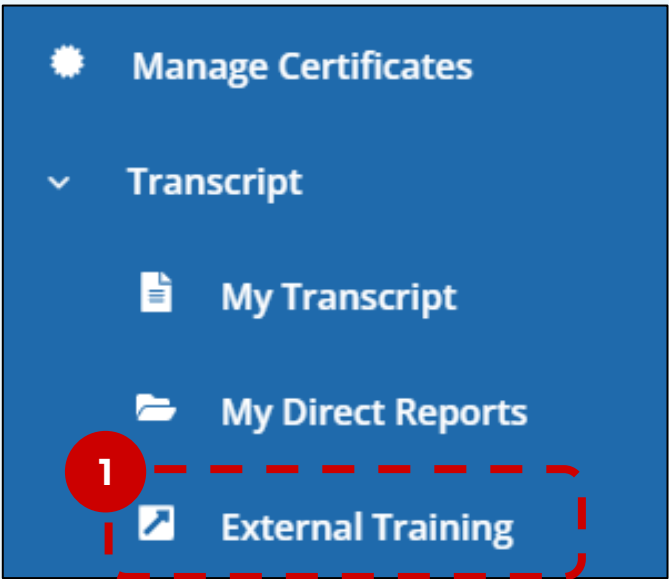 Manage Certificates
Transcript
My Transcript
My Direct Reports
1
External Training